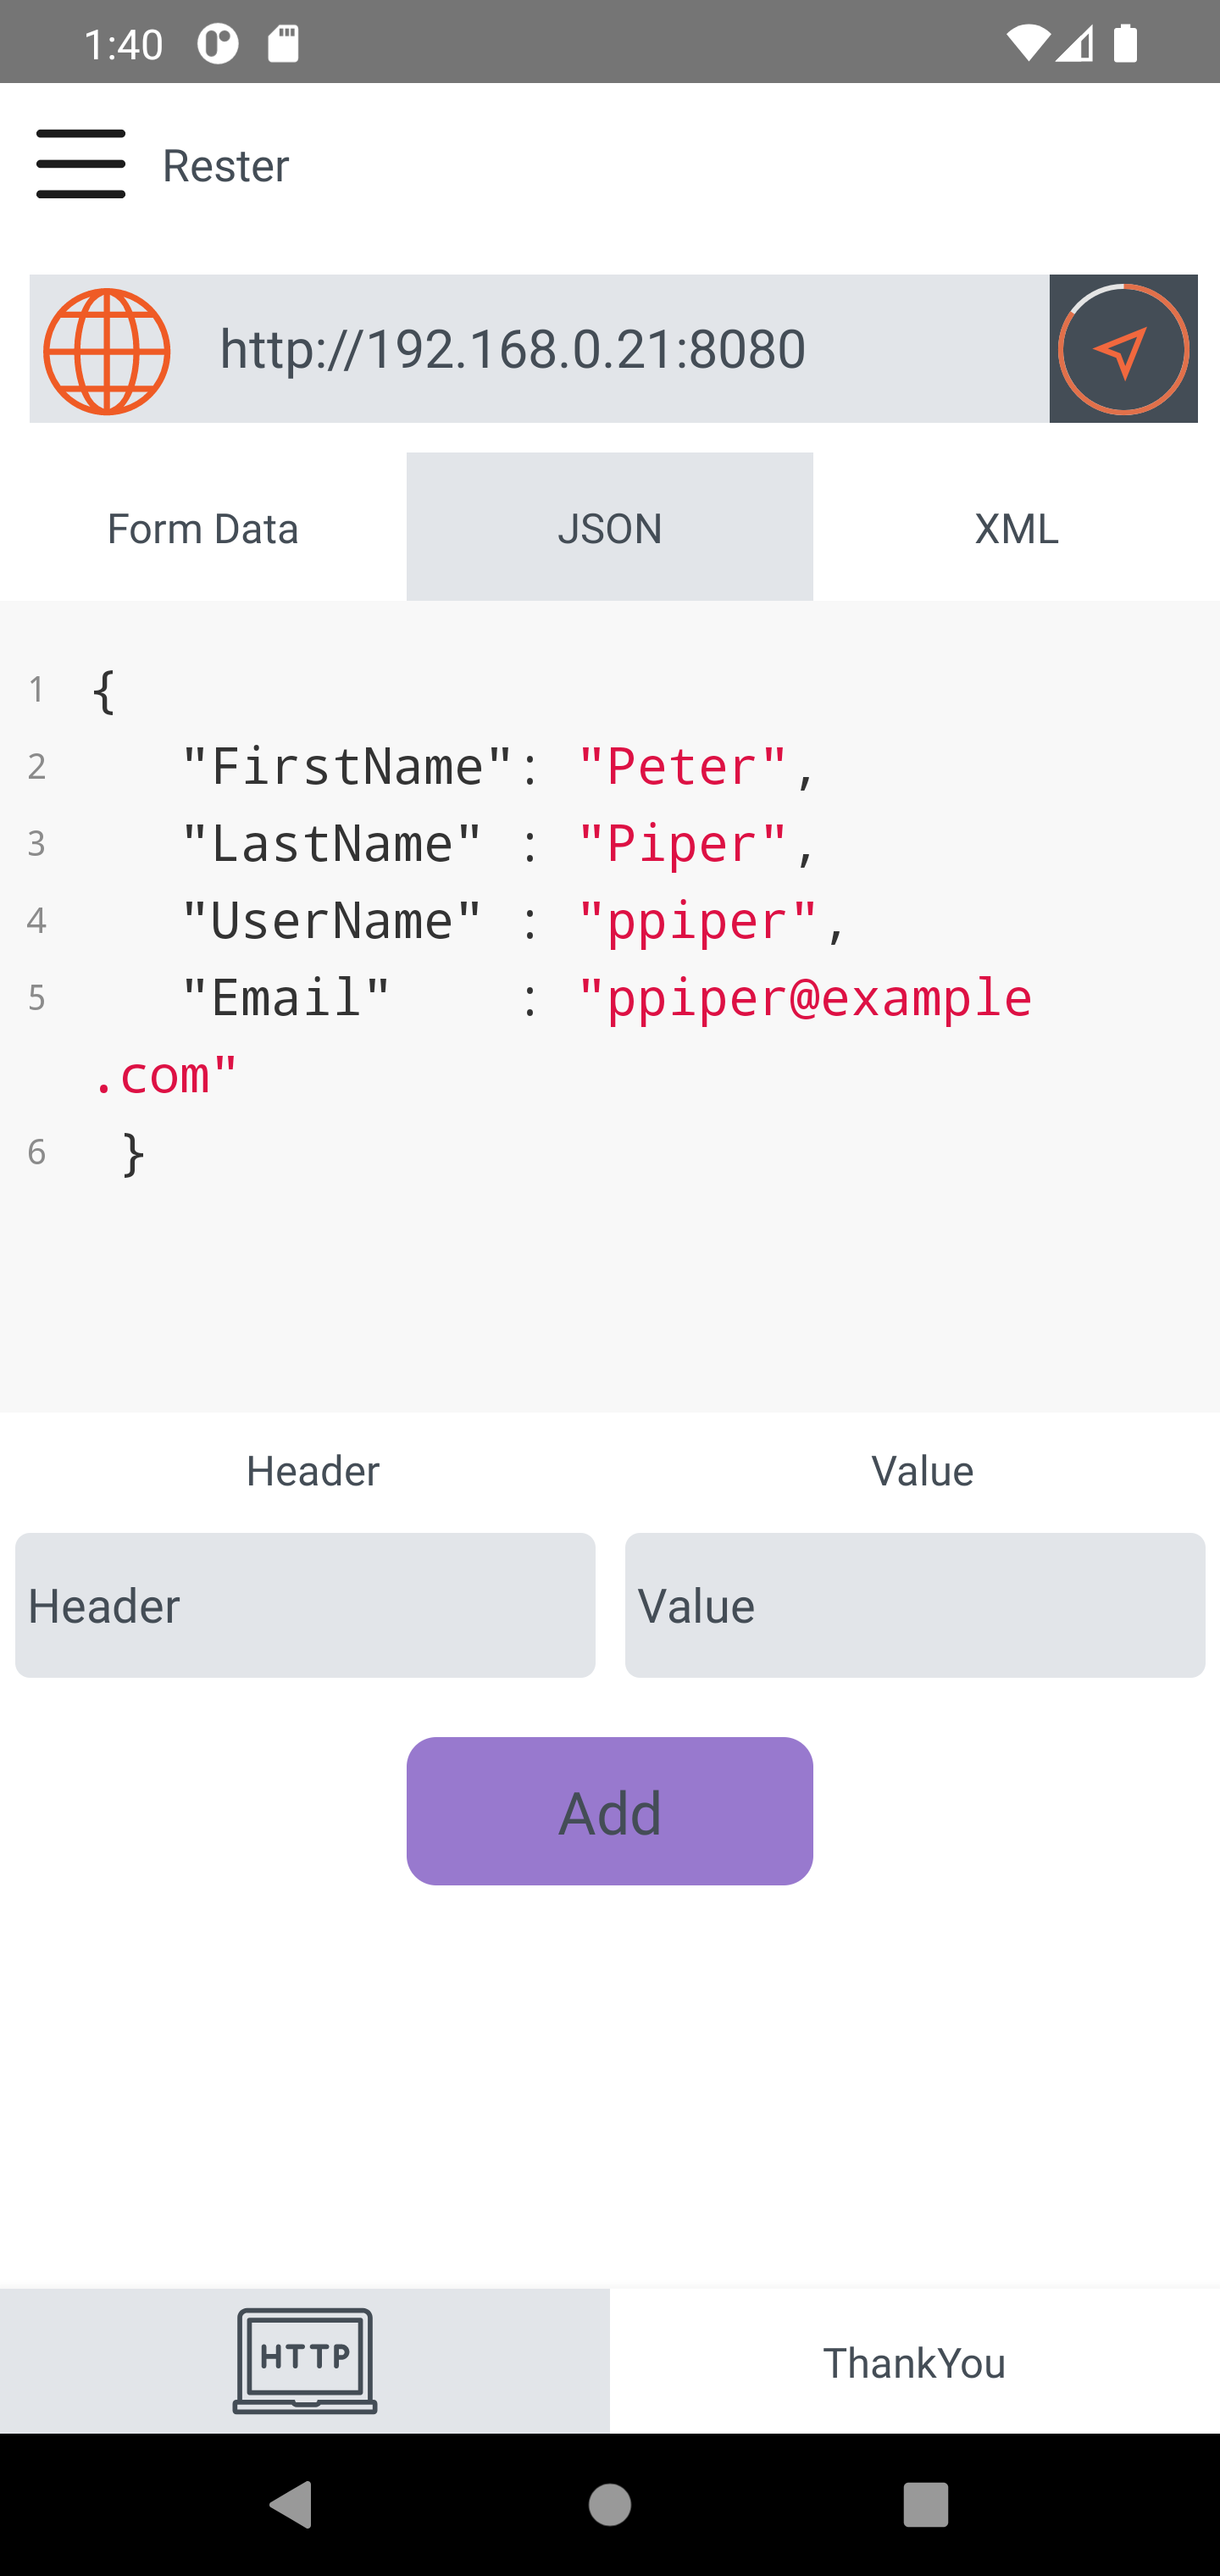 1:40
Rester
http://192.168.0.21:8080
Form Data JSON XML
1 {
2    "FirstName": "Peter",
3    "LastName" : "Piper",
4    "UserName" : "ppiper",
5    "Email"    : "ppiper@example
.com"
6  }
Header Value
Header Value
Add
HTTP ThankYou